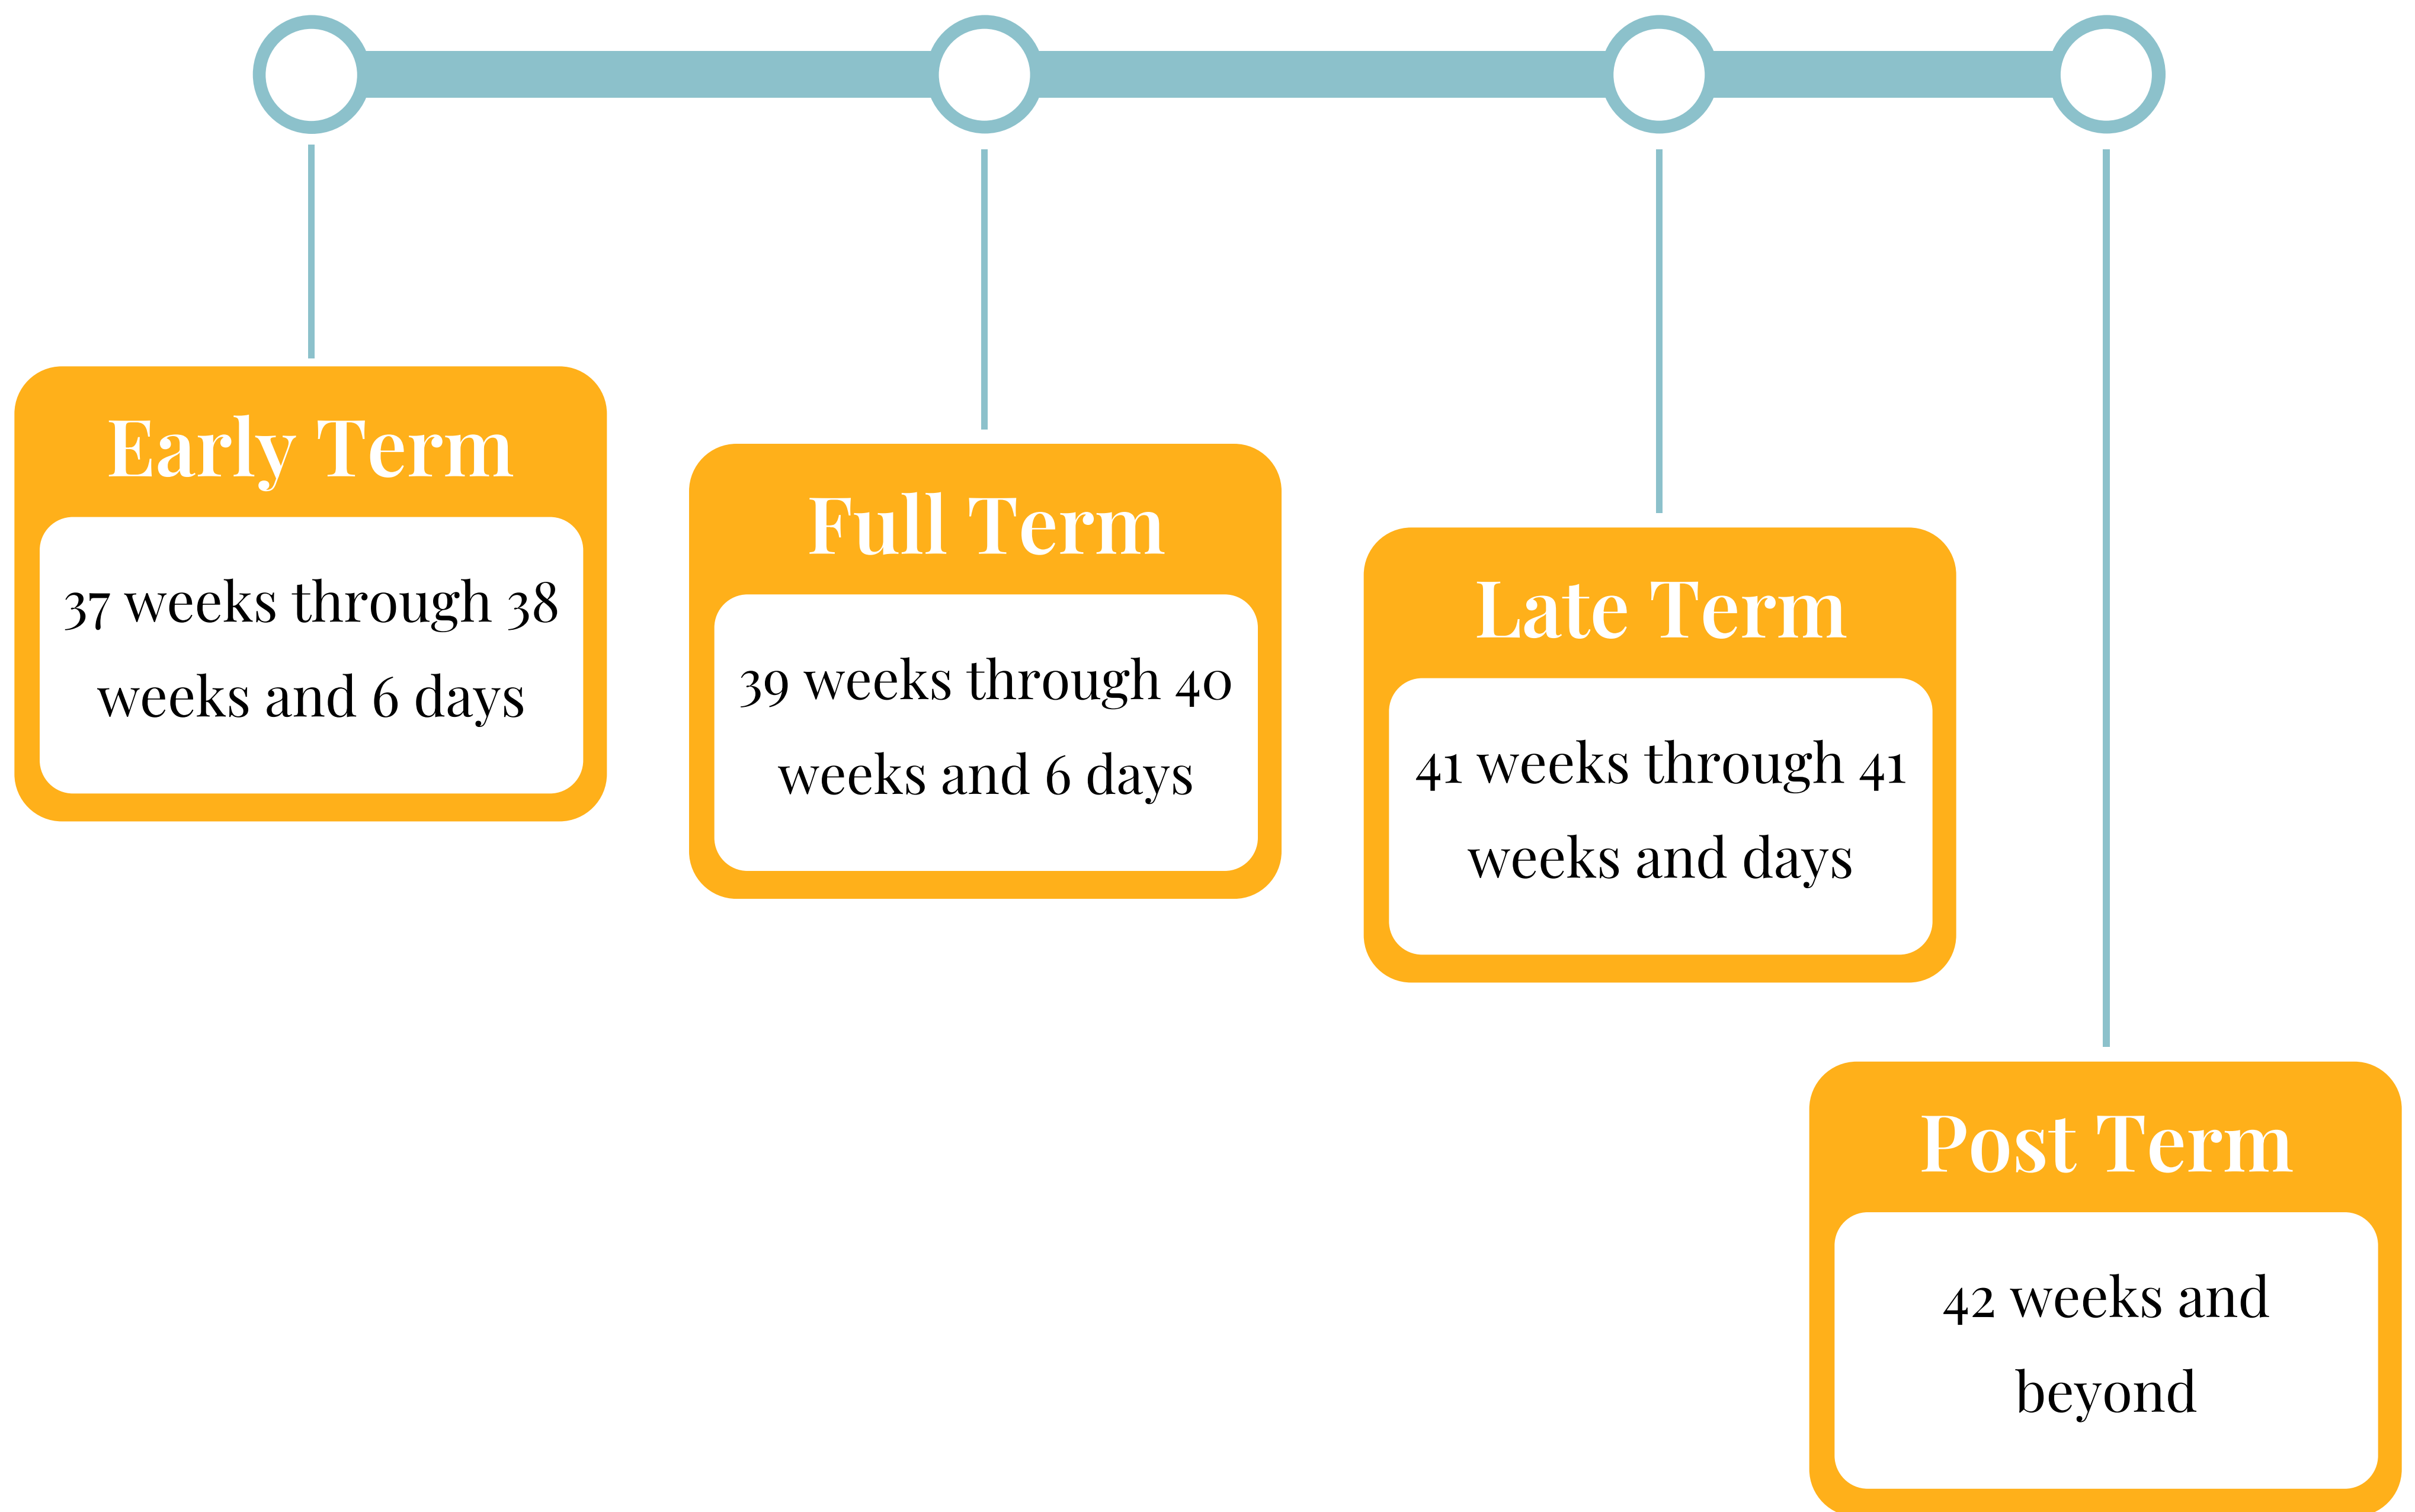 Early Term
37 weeks through 38
weeks and 6 days
Full Term
39 weeks through 40
weeks and 6 days
Late Term
41 weeks through 41
weeks and days
Post Term
42 weeks and
beyond